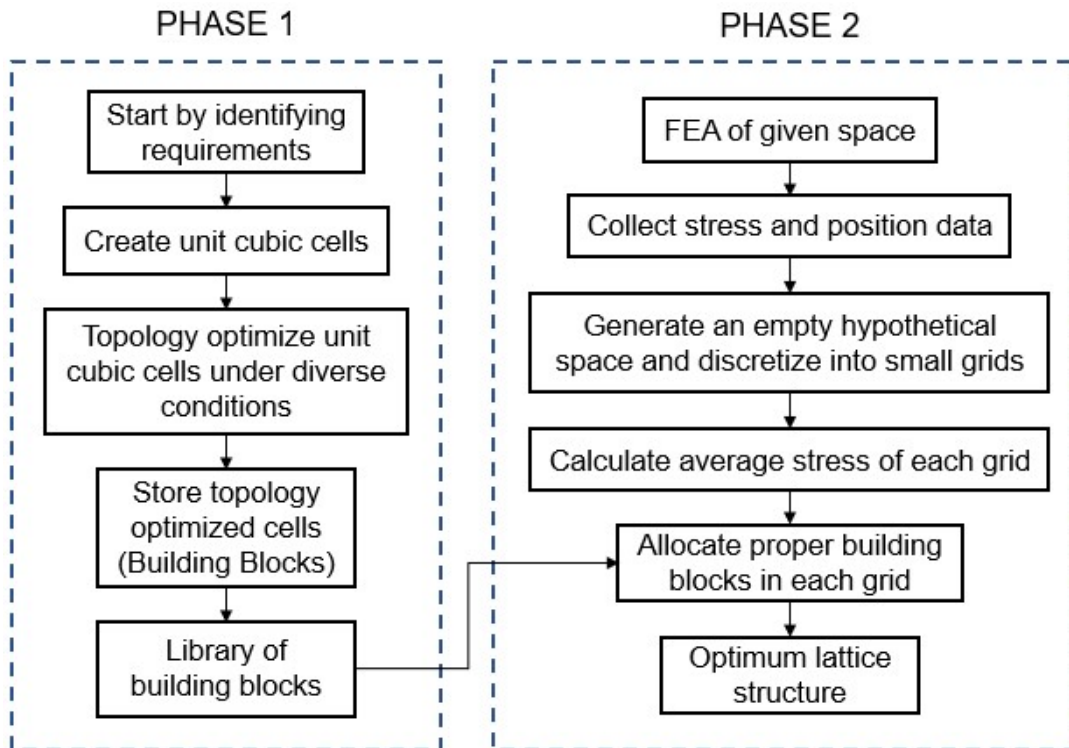 PHASE 1
Start by identifying
requirements
Create unit cubic cells
Topology optimize unit
cubic cells under diverse
conditions
Store topology
optimized cells
(Building Blocks)
Library of
building blocks
PHASE 2
FEA of given space
Collect stress and position data
Generate an empty hypothetical
space and discretize into small grids
Calculate average stress of each grid
Allocate proper building
blocks in each grid
Optimum lattice
structure